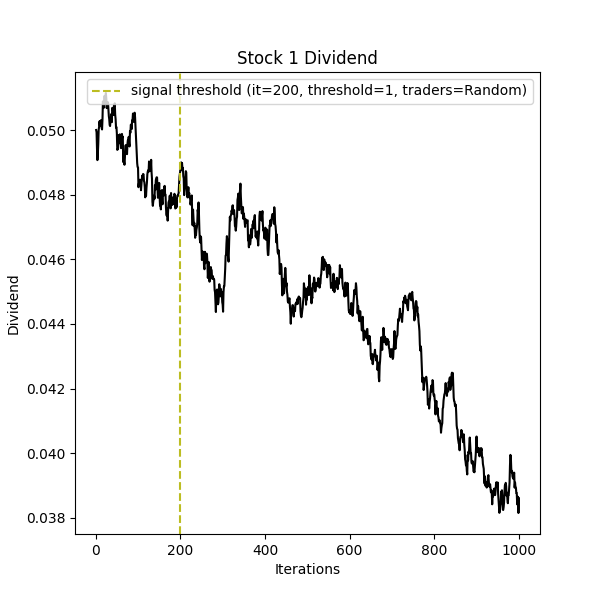 Stock 1 Dividend
signal threshold (it=200, threshold=1, traders=Random)
0.050
0.048
0.046
0.044
0.042
0.040
0.038
Dividend
0 200 400 600 800 1000
Iterations